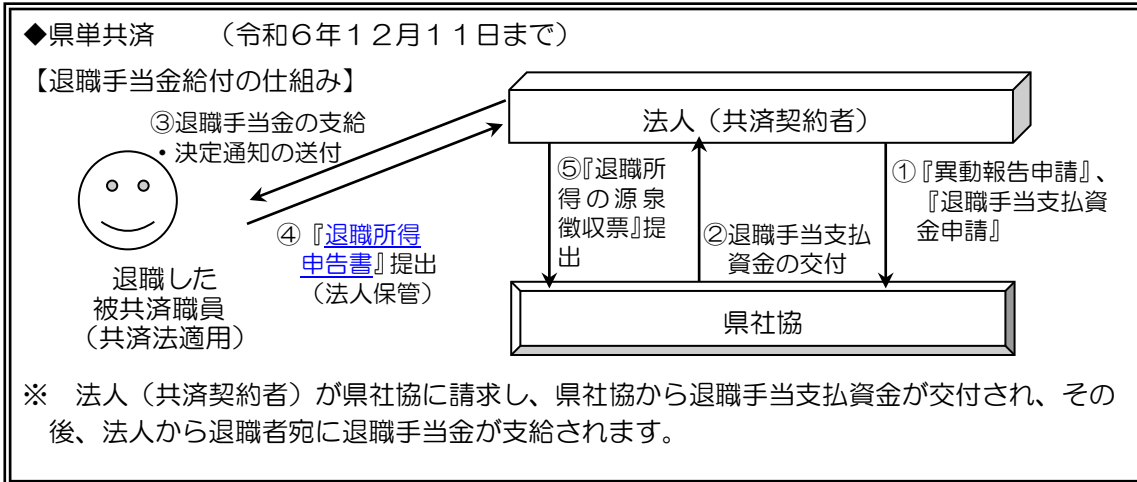 ◆県単共済　　（令和６年１２月１１日まで）
【退職手当金給付の仕組み】
③退職手当金の支給
・決定通知の送付
法人（共済契約者）
⑤『退職所
得の源泉
徴収票』提
出
②退職手当支払
資金の交付
①『異動報告申請』、
『退職手当支払資
金申請』
④『退職所得
申告書』提出
（法人保管）
退職した
被共済職員
（共済法適用）
県社協
※　法人（共済契約者）が県社協に請求し、県社協から退職手当支払資金が交付され、その
後、法人から退職者宛に退職手当金が支給されます。